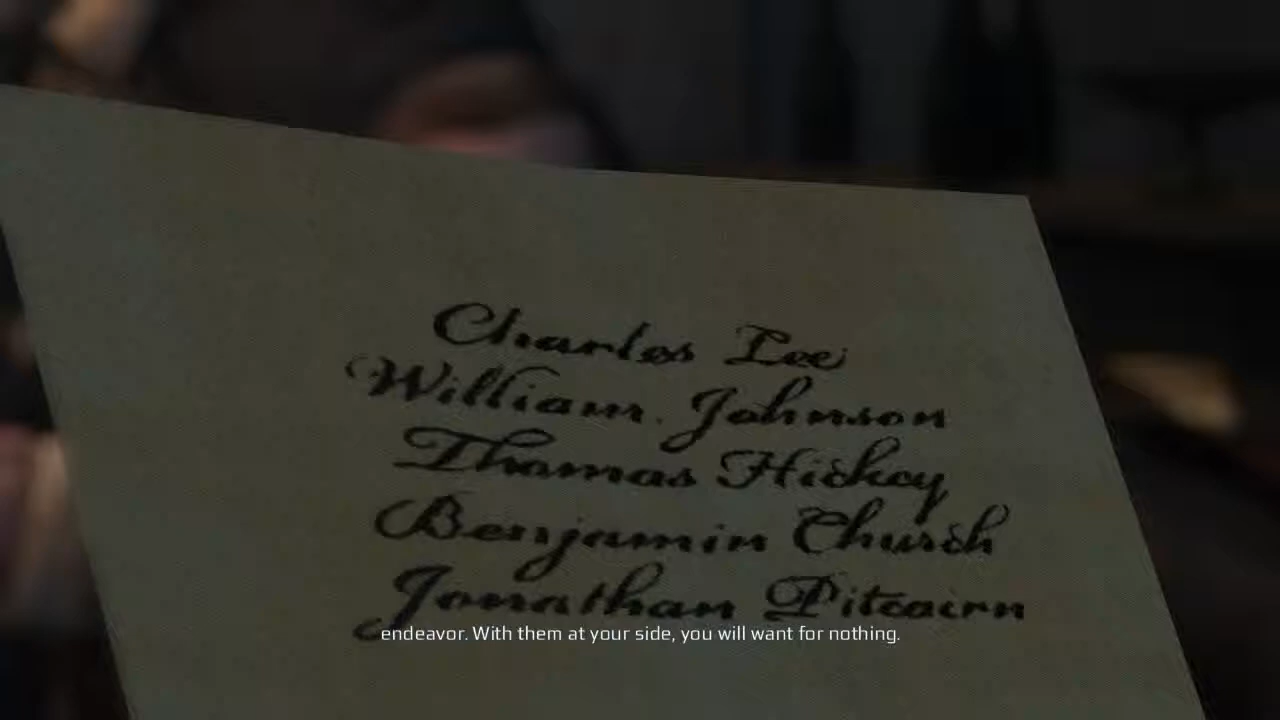 Charles Lee
William Johnson
Thomas Hickey
Benjamin Church
Jonathan Pitcairn
endeavor. With them at your side, you will want for nothing.